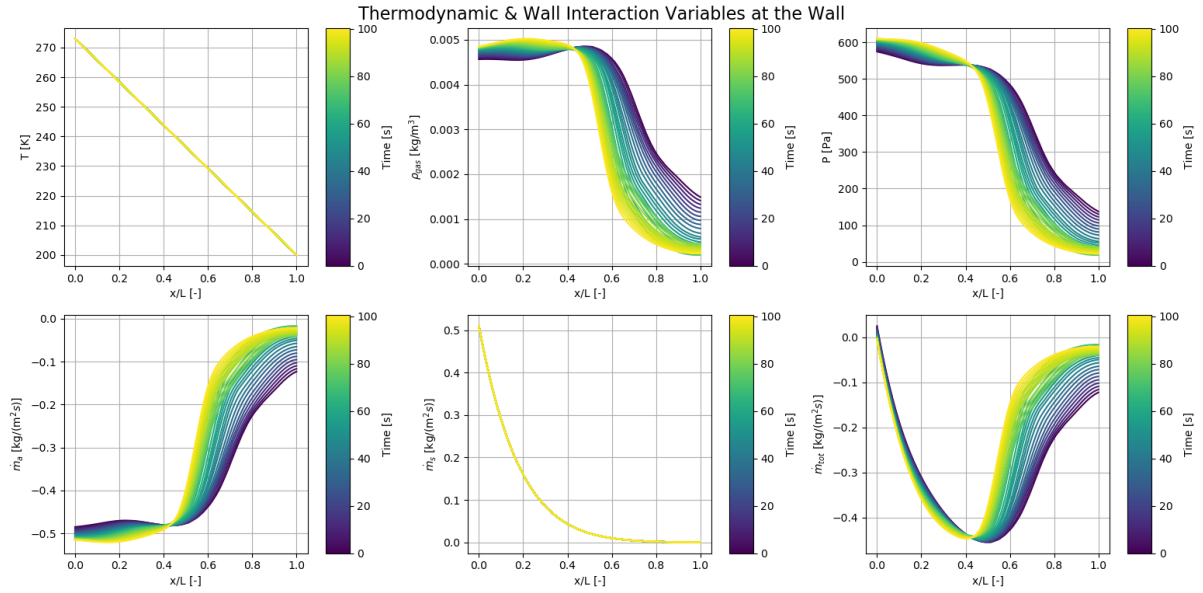 Thermodynamic & Wall Interaction Variables at the Wall
T [K]
270
260
250
240
230
220
210
200
0.0 0.2 0.4 0.6 0.8 1.0
x/L [-]
100
80
60
40
20
0
Time [s]
ρgas [kg/m³]
0.005
0.004
0.003
0.002
0.001
0.000
0.0 0.2 0.4 0.6 0.8 1.0
x/L [-]
100
80
60
40
20
0
Time [s]
P [Pa]
600
500
400
300
200
100
0
0.0 0.2 0.4 0.6 0.8 1.0
x/L [-]
100
80
60
40
20
0
Time [s]
ṁa [kg/(m²s)]
0.0
−0.1
−0.2
−0.3
−0.4
−0.5
0.0 0.2 0.4 0.6 0.8 1.0
x/L [-]
100
80
60
40
20
0
Time [s]
ṁs [kg/(m²s)]
0.5
0.4
0.3
0.2
0.1
0.0
0.0 0.2 0.4 0.6 0.8 1.0
x/L [-]
100
80
60
40
20
0
Time [s]
ṁtot [kg/(m²s)]
0.0
−0.1
−0.2
−0.3
−0.4
0.0 0.2 0.4 0.6 0.8 1.0
x/L [-]
100
80
60
40
20
0
Time [s]